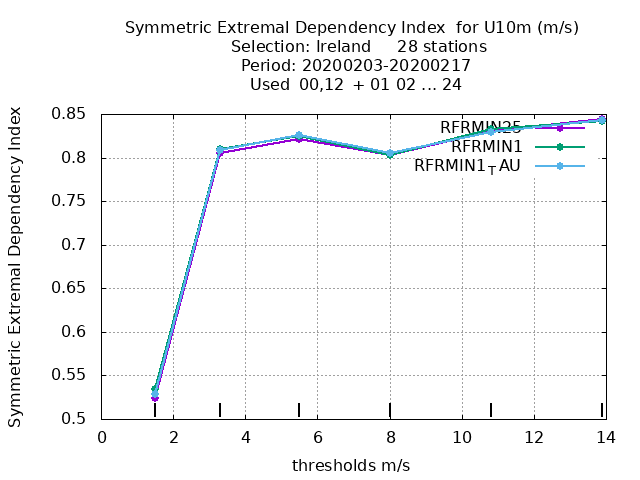 Symmetric Extremal Dependency Index  for U10m (m/s)
Selection: Ireland     28 stations
Period: 20200203-20200217
Used  00,12  + 01 02 ... 24
Symmetric Extremal Dependency Index
0.85
0.8
0.75
0.7
0.65
0.6
0.55
0.5
RFRMIN25
RFRMIN1
RFRMIN1TAU
0 2 4 6 8 10 12 14
thresholds m/s